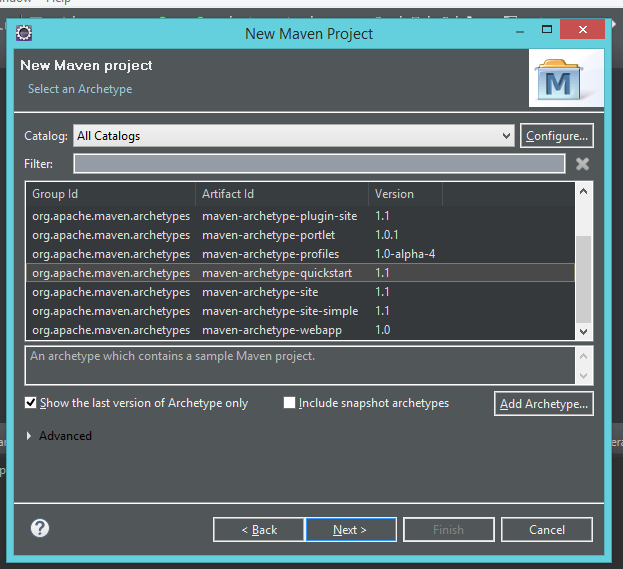 Help
New Maven Project
New Maven project
Select an Archetype
M
Catalog: All Catalogs Configure...
Filter:
Group Id Artifact Id Version
org.apache.maven.archetypes maven-archetype-plugin-site 1.1
org.apache.maven.archetypes maven-archetype-portlet 1.0.1
org.apache.maven.archetypes maven-archetype-profiles 1.0-alpha-4
org.apache.maven.archetypes maven-archetype-quickstart 1.1
org.apache.maven.archetypes maven-archetype-site 1.1
org.apache.maven.archetypes maven-archetype-site-simple 1.1
org.apache.maven.archetypes maven-archetype-webapp 1.0
An archetype which contains a sample Maven project.
Show the last version of Archetype only Include snapshot archetypes Add Archetype...
Advanced
? < Back Next > Finish Cancel